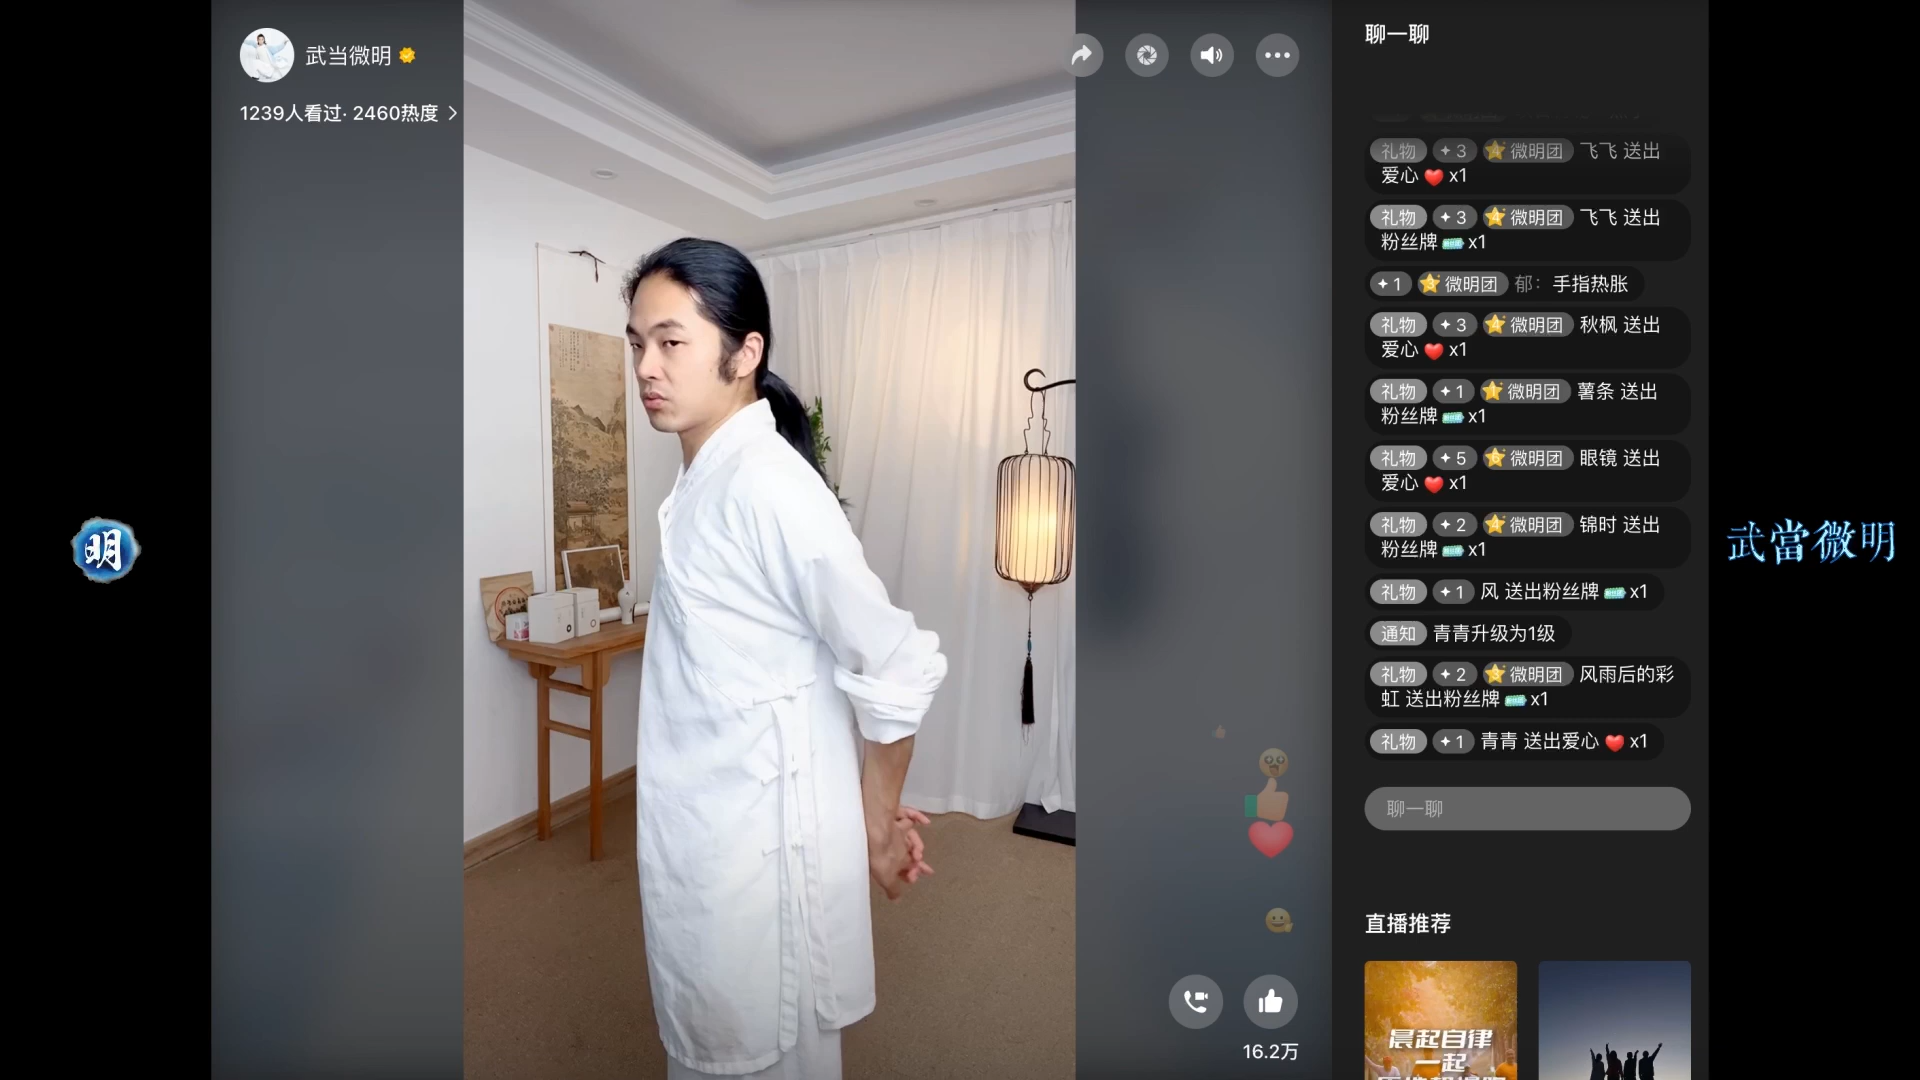 武当微明
1239人看过· 2460热度
聊一聊
礼物 3 微明团 飞飞 送出
爱心 x1
礼物 3 微明团 飞飞 送出
粉丝牌 x1
1 微明团 郁： 手指热胀
礼物 3 微明团 秋枫 送出
爱心 x1
礼物 1 微明团 薯条 送出
粉丝牌 x1
礼物 5 微明团 眼镜 送出
爱心 x1
礼物 2 微明团 锦时 送出
粉丝牌 x1
礼物 1 风 送出粉丝牌 x1
通知 青青升级为1级
礼物 2 微明团 风雨后的彩
虹 送出粉丝牌 x1
礼物 1 青青 送出爱心 x1
聊一聊
直播推荐
晨起自律
一起
16.2万
明
武當微明